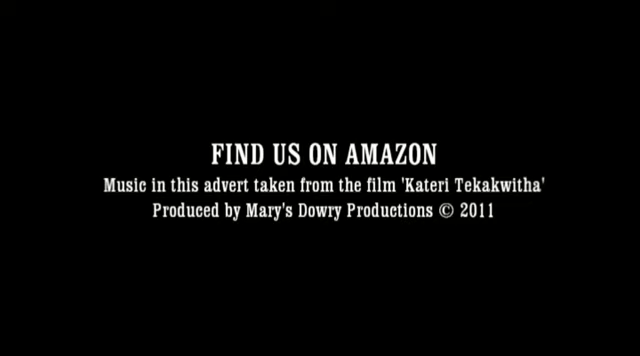 FIND US ON AMAZON
Music in this advert taken from the film 'Kateri Tekakwitha'
Produced by Mary's Dowry Productions © 2011